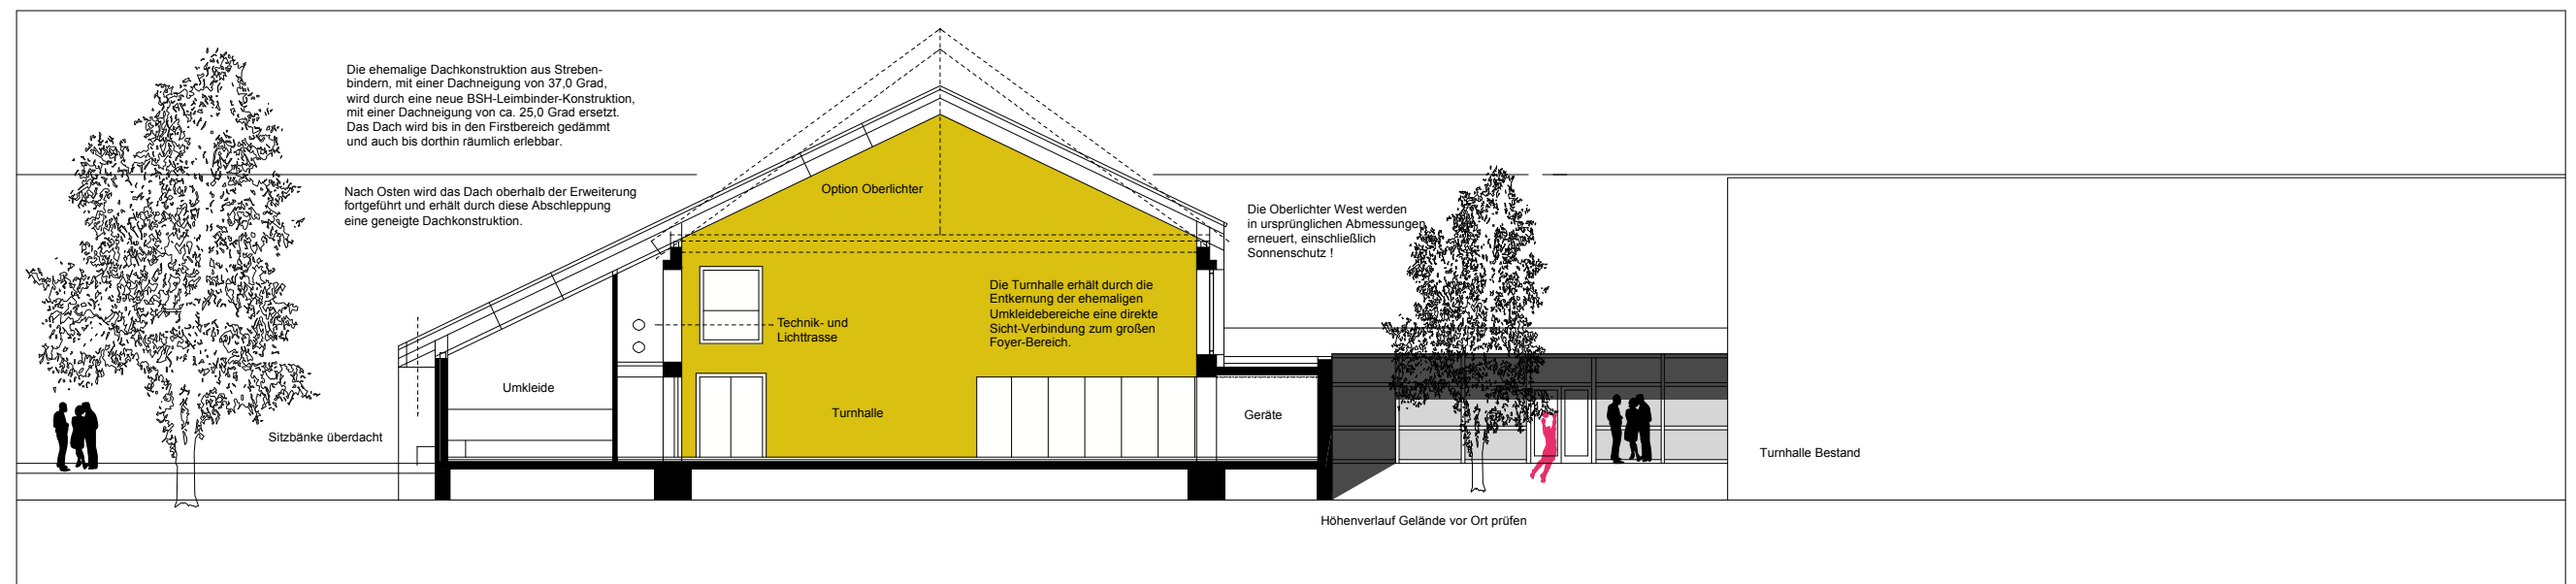 Die ehemalige Dachkonstruktion aus Streben-
bindern, mit einer Dachneigung von 37,0 Grad,
wird durch eine neue BSH-Leimbinder-Konstruktion,
mit einer Dachneigung von ca. 25,0 Grad ersetzt.
Das Dach wird bis in den Firstbereich gedämmt
und auch bis dorthin räumlich erlebbar.
Nach Osten wird das Dach oberhalb der Erweiterung
fortgeführt und erhält durch diese Abschleppung
eine geneigte Dachkonstruktion.
Option Oberlichter
Die Oberlichter West werden
in ursprünglichen Abmessungen
erneuert, einschließlich
Sonnenschutz !
Die Turnhalle erhält durch die
Entkernung der ehemaligen
Umkleidebereiche eine direkte
Sicht-Verbindung zum großen
Foyer-Bereich.
Technik- und
Lichttrasse
Umkleide
Turnhalle
Geräte
Sitzbänke überdacht
Turnhalle Bestand
Höhenverlauf Gelände vor Ort prüfen